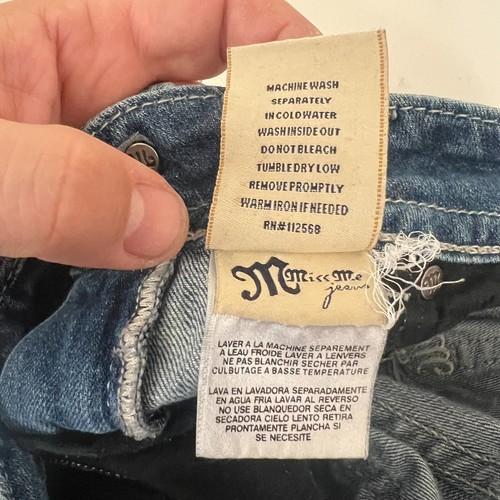 MACHINE WASH
SEPARATELY
IN COLD WATER
WASH INSIDE OUT
DO NOT BLEACH
TUMBLE DRY LOW
REMOVE PROMPTLY
WARM IRON IF NEEDED
RN#112568
M Miss Me
jeans
LAVER A LA MACHINE SEPAREMENT
A LEAU FROIDE LAVER A LENVERS
NE PAS BLANCHIR SECHER PAR
CULBUTAGE A BASSE TEMPERATURE
LAVA EN LAVADORA SEPARADAMENTE
EN AGUA FRIA LAVAR AL REVERSO
NO USE BLANQUEDOR SECA EN
SECADORA CIELO LENTO RETIRA
PRONTAMENTE PLANCHA SI
SE NECESITE